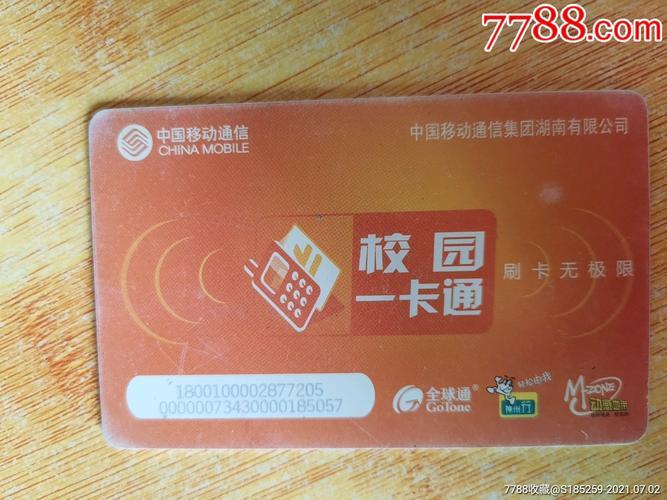 7788.com
中国移动通信
CHINA MOBILE
中国移动通信集团湖南有限公司
校园
一卡通
刷卡无极限
1800100002877205
00000073430000185057
全球通
GoTone
轻松由我
神州行
M-ZONE
动感地带
7788收藏@S185259-2021.07.02